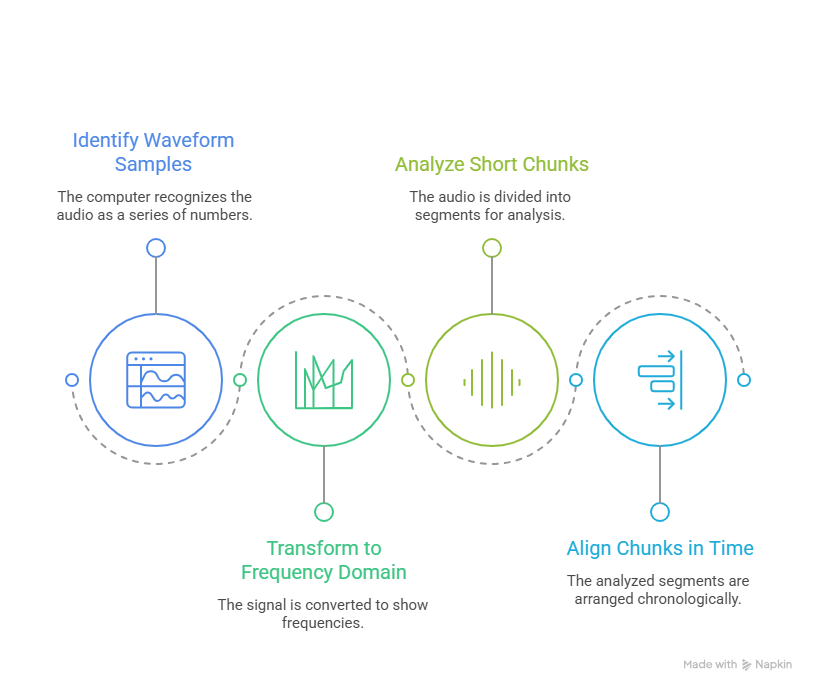 Identify Waveform
Samples
The computer recognizes the
audio as a series of numbers.
Analyze Short Chunks
The audio is divided into
segments for analysis.
Transform to
Frequency Domain
The signal is converted to show
frequencies.
Align Chunks in Time
The analyzed segments are
arranged chronologically.
Made with Napkin